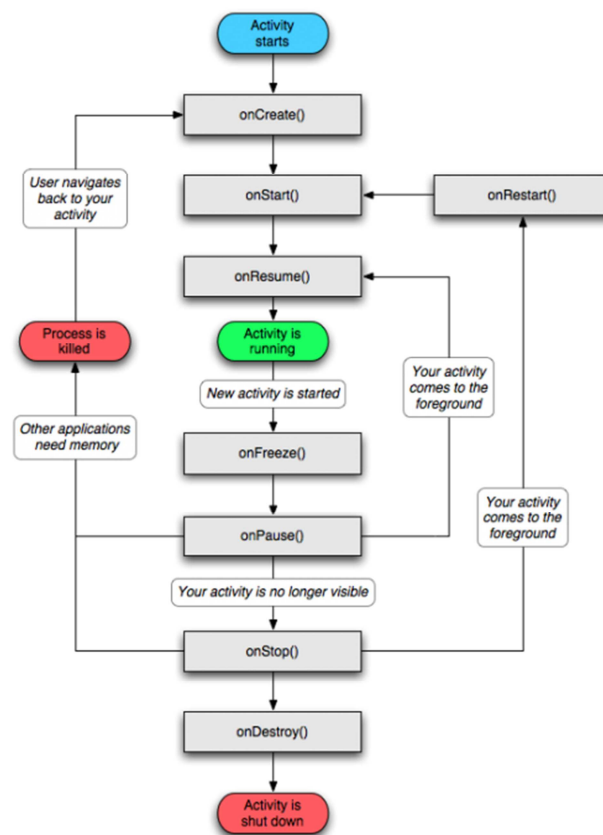 Activity
starts
onCreate()
User navigates
back to your
activity
onStart()
onRestart()
onResume()
Process is
killed
Activity is
running
Your activity
comes to the
foreground
New activity is started
Other applications
need memory
onFreeze()
Your activity
comes to the
foreground
onPause()
Your activity is no longer visible
onStop()
onDestroy()
Activity is
shut down